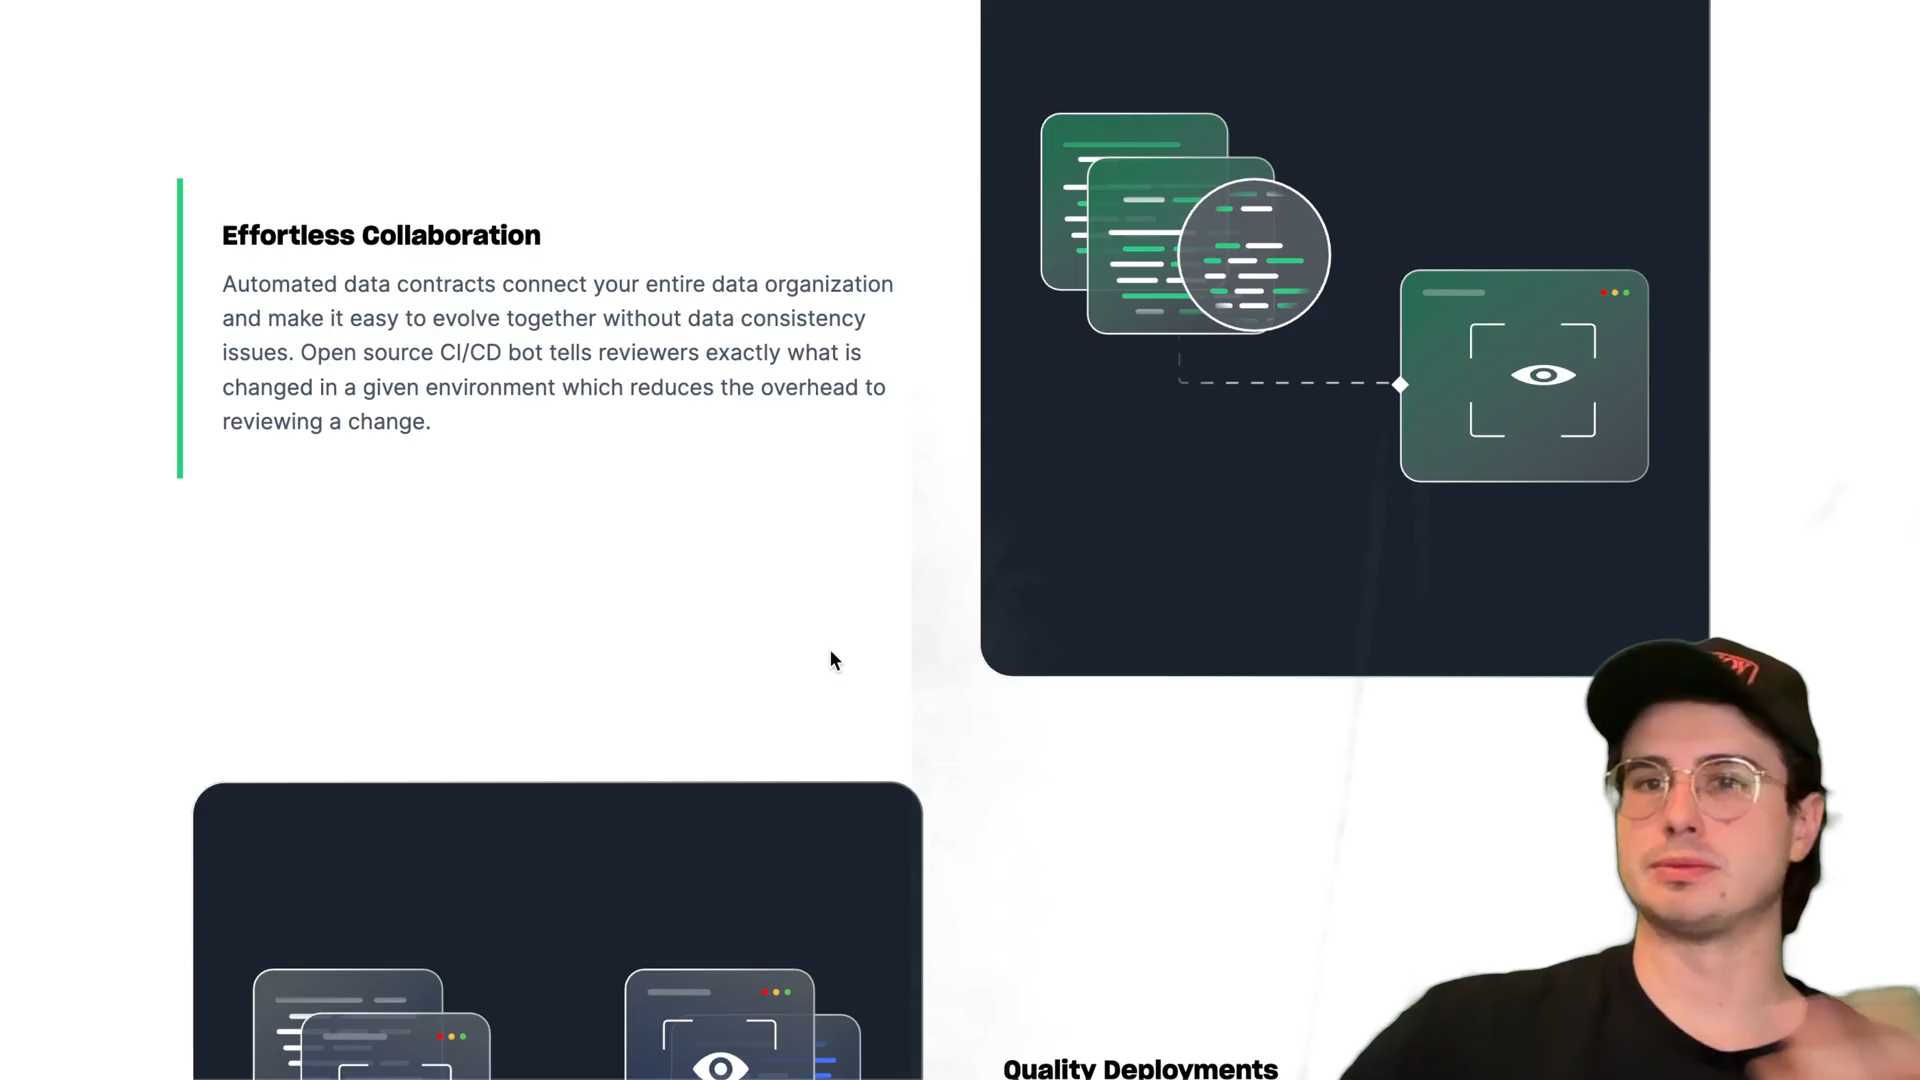 Effortless Collaboration
Automated data contracts connect your entire data organization
and make it easy to evolve together without data consistency
issues. Open source CI/CD bot tells reviewers exactly what is
changed in a given environment which reduces the overhead to
reviewing a change.
Quality Deployments